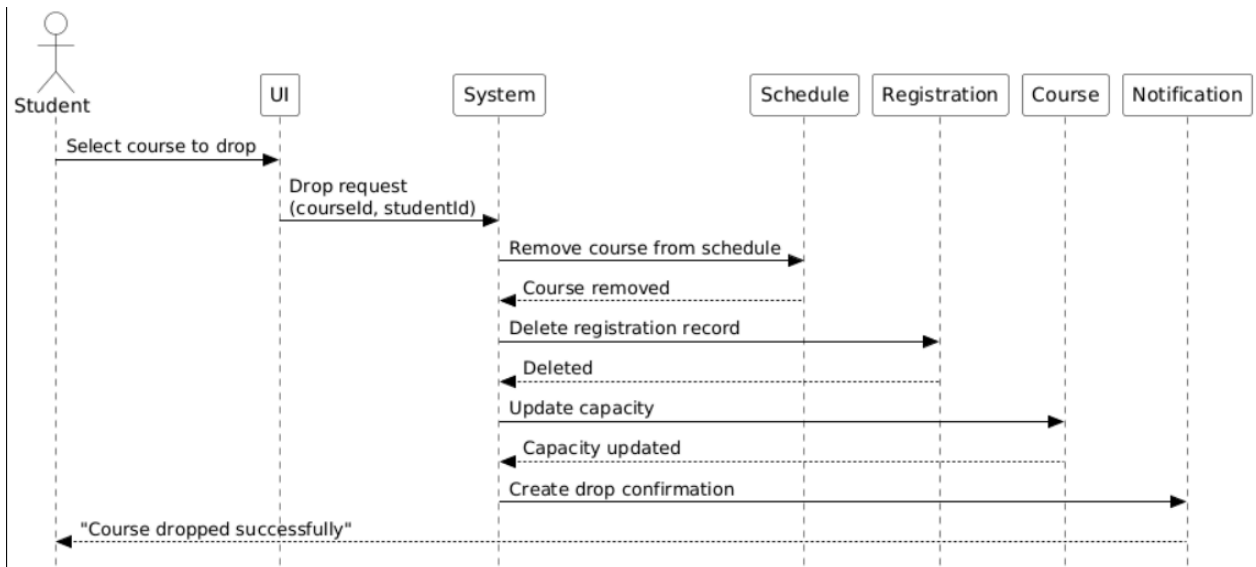 Student
UI
System
Schedule
Registration
Course
Notification
Select course to drop
Drop request
(courseId, studentId)
Remove course from schedule
Course removed
Delete registration record
Deleted
Update capacity
Capacity updated
Create drop confirmation
"Course dropped successfully"